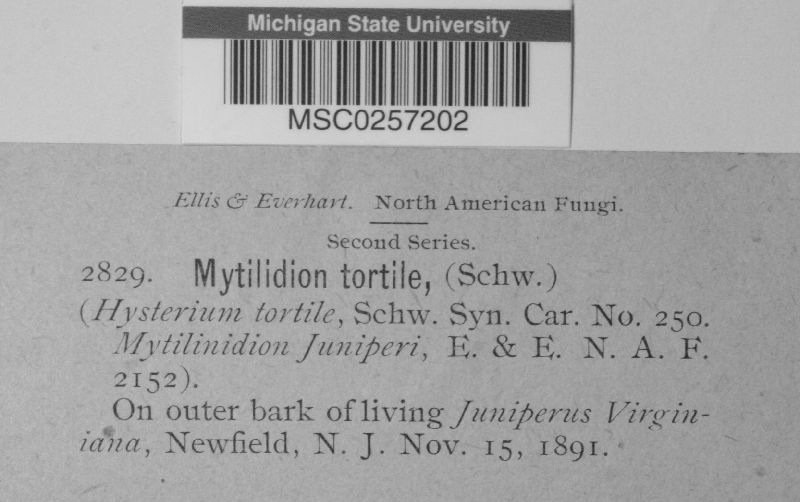 Michigan State University
MSC0257202
Ellis & Everhart. North American Fungi.
Second Series.
2829. Mytilidion tortile, (Schw.)
(Hysterium tortile, Schw. Syn. Car. No. 250.
Mytilinidion Juniperi, E. & E. N. A. F.
2152).
On outer bark of living Juniperus Virgin-
iana, Newfield, N. J. Nov. 15, 1891.